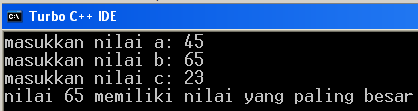 Turbo C++ IDE
masukkan nilai a: 45
masukkan nilai b: 65
masukkan nilai c: 23
nilai 65 memiliki nilai yang paling besar